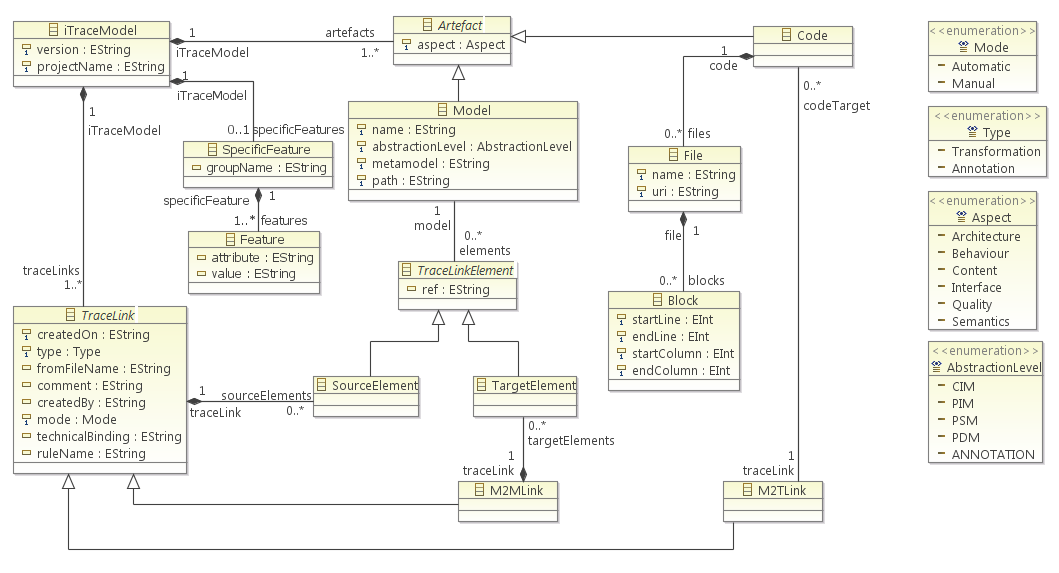 iTraceModel
version : EString
projectName : EString
1
iTraceModel
artefacts
1..*
Artefact
aspect : Aspect
Code
1
code
0..*
codeTarget
<<enumeration>>
Mode
Automatic
Manual
1
iTraceModel
1
iTraceModel
0..1 specificFeatures
SpecificFeature
groupName : EString
specificFeature
1
1..* features
Feature
attribute : EString
value : EString
Model
name : EString
abstractionLevel : AbstractionLevel
metamodel : EString
path : EString
1
model
0..*
elements
TraceLinkElement
ref : EString
0..* files
File
name : EString
uri : EString
file
1
0..* blocks
Block
startLine : EInt
endLine : EInt
startColumn : EInt
endColumn : EInt
<<enumeration>>
Type
Transformation
Annotation
<<enumeration>>
Aspect
Architecture
Behaviour
Content
Interface
Quality
Semantics
<<enumeration>>
AbstractionLevel
CIM
PIM
PSM
PDM
ANNOTATION
traceLinks
1..*
TraceLink
createdOn : EString
type : Type
fromFileName : EString
comment : EString
createdBy : EString
mode : Mode
technicalBinding : EString
ruleName : EString
1
traceLink
sourceElements
0..*
SourceElement
TargetElement
0..*
targetElements
1
traceLink
M2MLink
1
traceLink
M2TLink